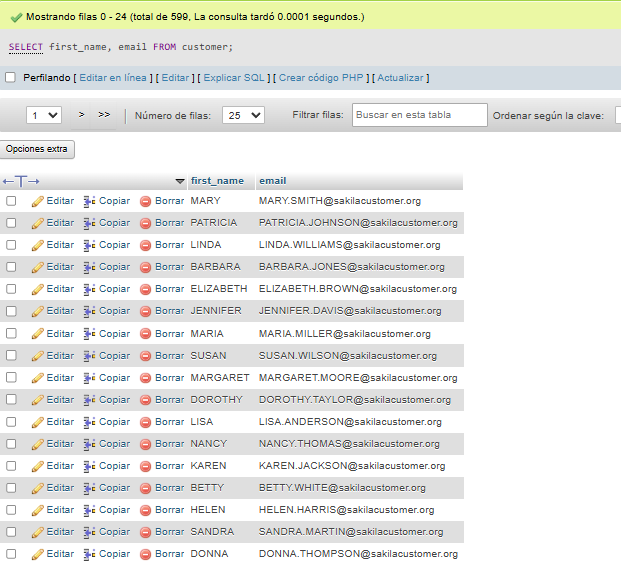 Mostrando filas 0 - 24 (total de 599, La consulta tardó 0.0001 segundos.)
SELECT first_name, email FROM customer;
Perfilando [ Editar en línea ] [ Editar ] [ Explicar SQL ] [ Crear código PHP ] [ Actualizar ]
1 > >> Número de filas: 25 Filtrar filas: Buscar en esta tabla Ordenar según la clave:
Opciones extra
←T→ first_name email
Editar Copiar Borrar MARY MARY.SMITH@sakilacustomer.org
Editar Copiar Borrar PATRICIA PATRICIA.JOHNSON@sakilacustomer.org
Editar Copiar Borrar LINDA LINDA.WILLIAMS@sakilacustomer.org
Editar Copiar Borrar BARBARA BARBARA.JONES@sakilacustomer.org
Editar Copiar Borrar ELIZABETH ELIZABETH.BROWN@sakilacustomer.org
Editar Copiar Borrar JENNIFER JENNIFER.DAVIS@sakilacustomer.org
Editar Copiar Borrar MARIA MARIA.MILLER@sakilacustomer.org
Editar Copiar Borrar SUSAN SUSAN.WILSON@sakilacustomer.org
Editar Copiar Borrar MARGARET MARGARET.MOORE@sakilacustomer.org
Editar Copiar Borrar DOROTHY DOROTHY.TAYLOR@sakilacustomer.org
Editar Copiar Borrar LISA LISA.ANDERSON@sakilacustomer.org
Editar Copiar Borrar NANCY NANCY.THOMAS@sakilacustomer.org
Editar Copiar Borrar KAREN KAREN.JACKSON@sakilacustomer.org
Editar Copiar Borrar BETTY BETTY.WHITE@sakilacustomer.org
Editar Copiar Borrar HELEN HELEN.HARRIS@sakilacustomer.org
Editar Copiar Borrar SANDRA SANDRA.MARTIN@sakilacustomer.org
Editar Copiar Borrar DONNA DONNA.THOMPSON@sakilacustomer.org